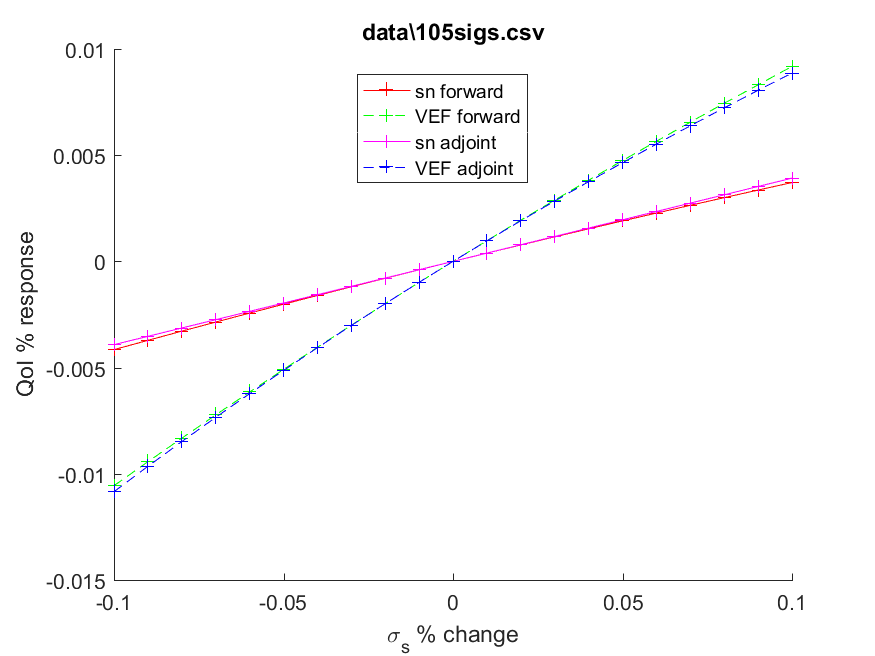 data\105sigs.csv
0.01
0.005
0
-0.005
-0.01
-0.015
QoI % response
sn forward
VEF forward
sn adjoint
VEF adjoint
-0.1
-0.05
0
0.05
0.1
σs % change